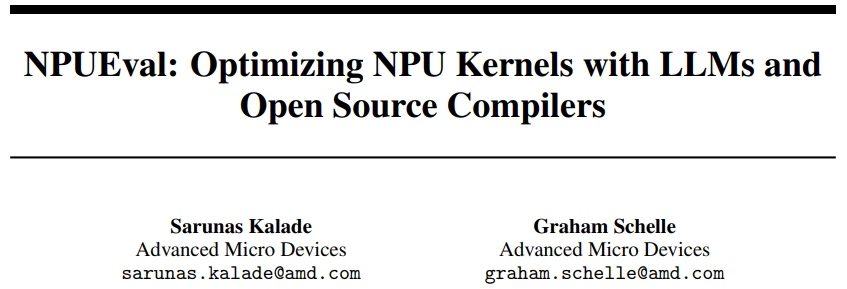 NPUEval: Optimizing NPU Kernels with LLMs and
Open Source Compilers
Sarunas Kalade
Advanced Micro Devices
sarunas.kalade@amd.com
Graham Schelle
Advanced Micro Devices
graham.schelle@amd.com